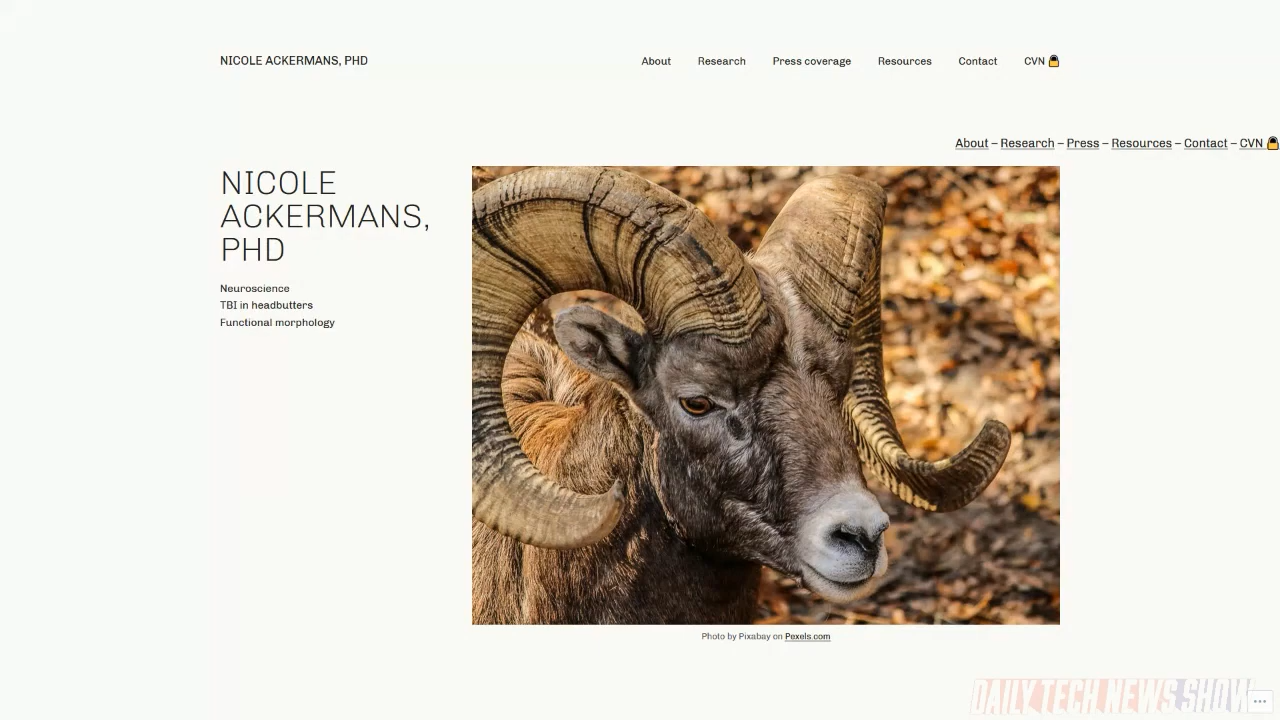 NICOLE ACKERMANS, PHD
About Research Press coverage Resources Contact CVN
About – Research – Press – Resources – Contact – CVN
NICOLE
ACKERMANS,
PHD
Neuroscience
TBI in headbutters
Functional morphology
Photo by Pixabay on Pexels.com
DAILY TECH NEWS SHOW